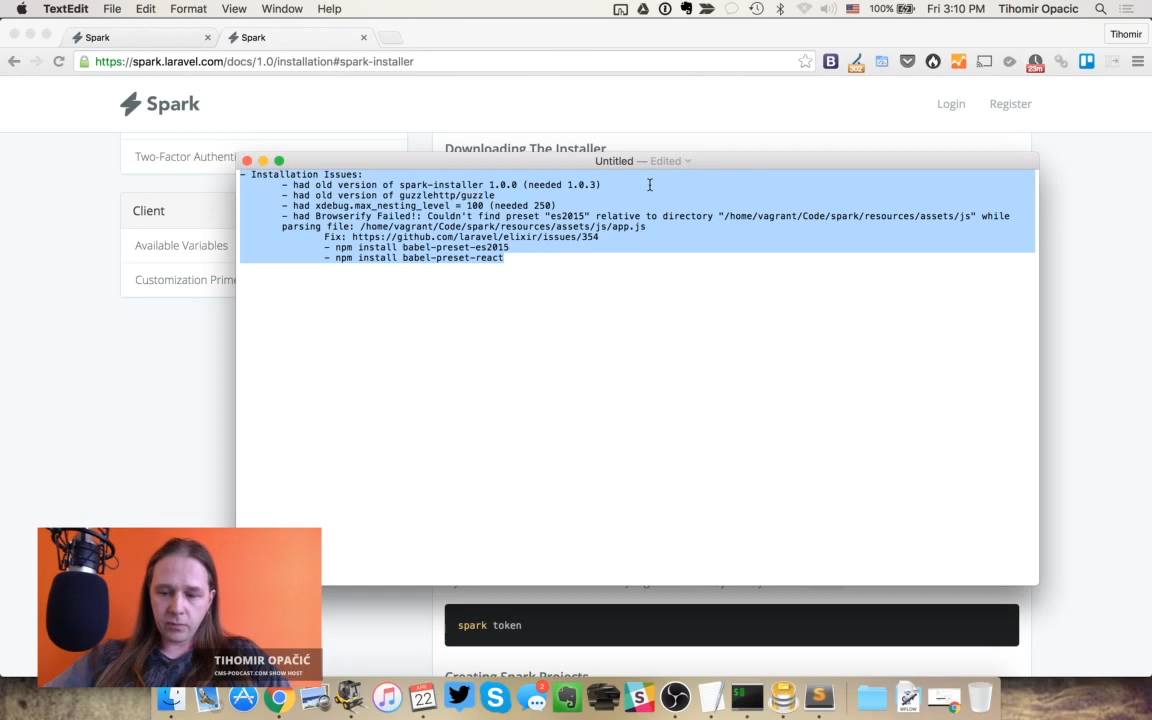 TextEdit File Edit Format View Window Help
100% Fri 3:10 PM Tihomir Opacic
Spark
Spark
Tihomir
https://spark.laravel.com/docs/1.0/installation#spark-installer
23m
Spark
Login Register
Two-Factor Authenti
Downloading The Installer
Untitled — Edited
- Installation Issues:
- had old version of spark-installer 1.0.0 (needed 1.0.3)
- had old version of guzzlehttp/guzzle
- had xdebug.max_nesting_level = 100 (needed 250)
- had Browserify Failed!: Couldn't find preset "es2015" relative to directory "/home/vagrant/Code/spark/resources/assets/js" while
parsing file: /home/vagrant/Code/spark/resources/assets/js/app.js
Fix: https://github.com/laravel/elixir/issues/354
- npm install babel-preset-es2015
- npm install babel-preset-react
Client
Available Variables
Customization Prime
spark token
Creating Spark Projects
TIHOMIR OPAČIĆ
CMS-PODCAST.COM SHOW HOST
22
2